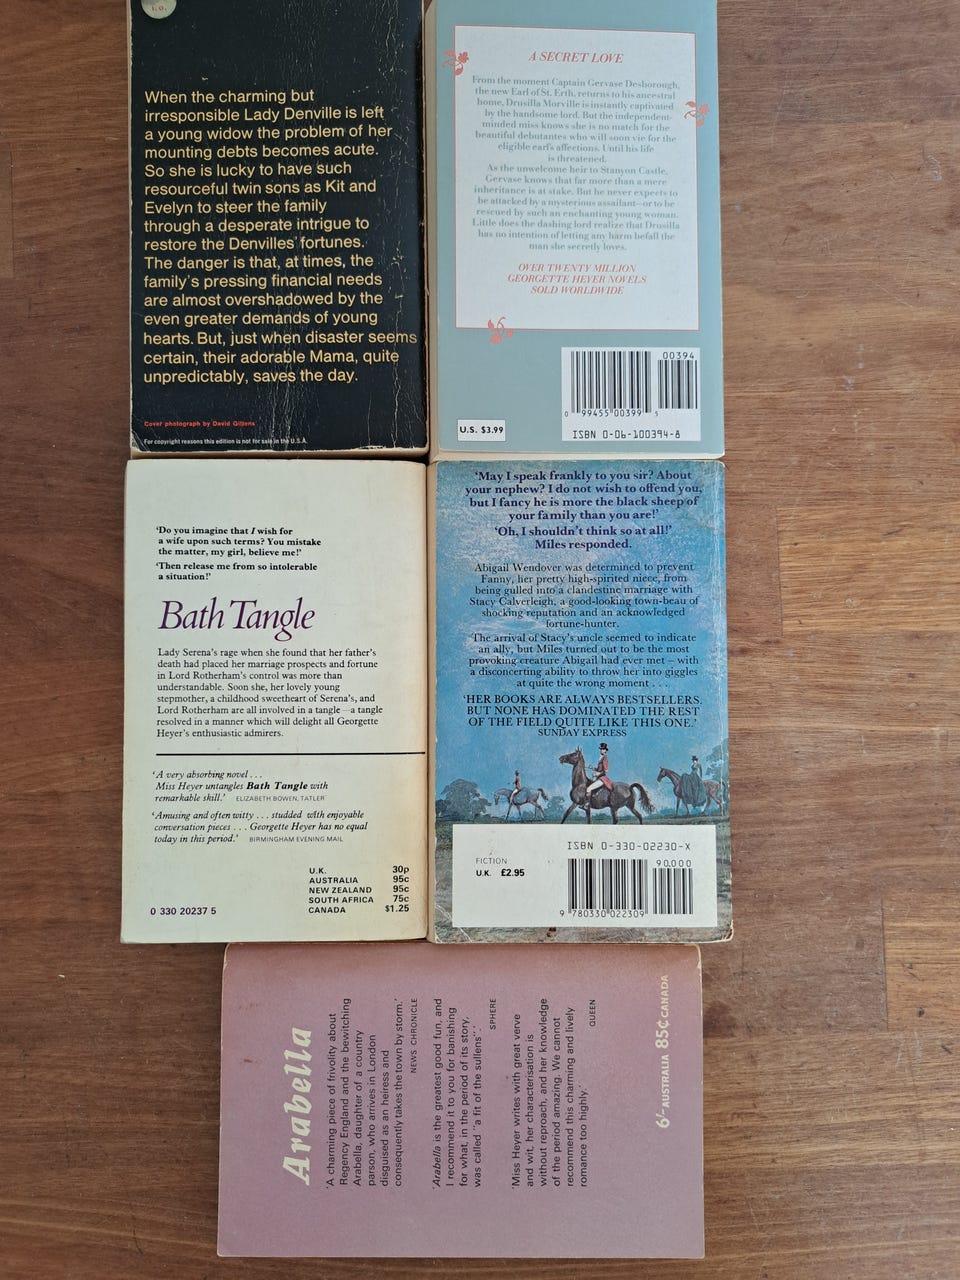 When the charming but
irresponsible Lady Denville is left
a young widow the problem of her
mounting debts becomes acute.
So she is lucky to have such
resourceful twin sons as Kit and
Evelyn to steer the family
through a desperate intrigue to
restore the Denvilles' fortunes.
The danger is that, at times, the
family's pressing financial needs
are almost overshadowed by the
even greater demands of young
hearts. But, just when disaster seems
certain, their adorable Mama, quite
unpredictably, saves the day.
Cover photograph by David Gittens
For copyright reasons this edition is not for sale in the U.S.A.
A SECRET LOVE
From the moment Captain Gervase Desborough,
the new Earl of St. Erth, returns to his ancestral
home, Drusilla Morville is instantly captivated
by the handsome lord. But the independent-
minded miss knows she is no match for the
beautiful debutantes who will soon vie for the
eligible earl's affections. Until his life
is threatened.
As the unwelcome heir to Stanyon Castle,
Gervase knows that far more than a mere
inheritance is at stake. But he never expects to
be attacked by a mysterious assailant—or to be
rescued by such an enchanting young woman.
Little does the dashing lord realize that Drusilla
has no intention of letting any harm befall the
man she secretly loves.
OVER TWENTY MILLION
GEORGETTE HEYER NOVELS
SOLD WORLDWIDE
00394
0 99455 00399 5
U.S. $3.99
ISBN 0-06-100394-8
'Do you imagine that I wish for
a wife upon such terms? You mistake
the matter, my girl, believe me!'
'Then release me from so intolerable
a situation!'
Bath Tangle
Lady Serena's rage when she found that her father's
death had placed her marriage prospects and fortune
in Lord Rotherham's control was more than
understandable. Soon she, her lovely young
stepmother, a childhood sweetheart of Serena's, and
Lord Rotherham are all involved in a tangle—a tangle
resolved in a manner which will delight all Georgette
Heyer's enthusiastic admirers.
'A very absorbing novel . . .
Miss Heyer untangles Bath Tangle with
remarkable skill.' ELIZABETH BOWEN, TATLER
'Amusing and often witty . . . studded with enjoyable
conversation pieces . . . Georgette Heyer has no equal
today in this period.' BIRMINGHAM EVENING MAIL
U.K. 30p
AUSTRALIA 95c
NEW ZEALAND 95c
SOUTH AFRICA 75c
CANADA $1.25
0 330 20237 5
'May I speak frankly to you sir? About
your nephew? I do not wish to offend you,
but I fancy he is more the black sheep of
your family than you are!'
'Oh, I shouldn't think so at all!'
Miles responded.
Abigail Wendover was determined to prevent
Fanny, her pretty high-spirited niece, from
being gulled into a clandestine marriage with
Stacy Calverleigh, a good-looking town-beau of
shocking reputation and an acknowledged
fortune-hunter.
The arrival of Stacy's uncle seemed to indicate
an ally, but Miles turned out to be the most
provoking creature Abigail had ever met – with
a disconcerting ability to throw her into giggles
at quite the wrong moment . . .
'HER BOOKS ARE ALWAYS BESTSELLERS.
BUT NONE HAS DOMINATED THE REST
OF THE FIELD QUITE LIKE THIS ONE.'
SUNDAY EXPRESS
ISBN 0-330-02230-X
FICTION
U.K. £2.95
90000
9 780330 022309
Arabella
'A charming piece of frivolity about
Regency England and the bewitching
Arabella, daughter of a country
parson, who arrives in London
disguised as an heiress and
consequently takes the town by storm.'
NEWS CHRONICLE
'Arabella is the greatest good fun, and
I recommend it to you for banishing
for what, in the period of its story,
was called "a fit of the sullens".'
SPHERE
'Miss Heyer writes with great verve
and wit, her characterisation is
without reproach, and her knowledge
of the period amazing. We cannot
recommend this charming and lively
romance too highly.'
QUEEN
6/- AUSTRALIA 85¢ CANADA